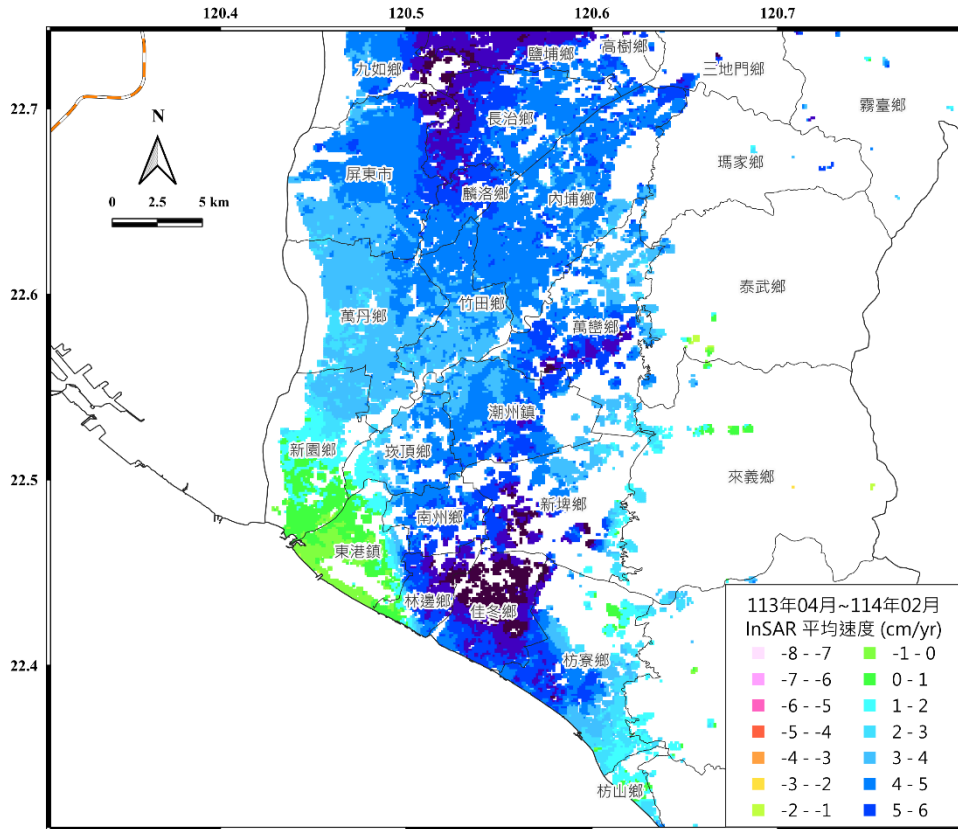 120.4 120.5 120.6 120.7
22.7
22.6
22.5
22.4
N
0 2.5 5 km
九如鄉
鹽埔鄉
高樹鄉
三地門鄉
霧臺鄉
長治鄉
屏東市
瑪家鄉
麟洛鄉
內埔鄉
泰武鄉
竹田鄉
萬丹鄉
萬巒鄉
潮州鎮
新園鄉
崁頂鄉
來義鄉
新埤鄉
南州鄉
東港鎮
林邊鄉
佳冬鄉
枋寮鄉
枋山鄉
113年04月~114年02月
InSAR 平均速度 (cm/yr)
-8 - -7 -1 - 0
-7 - -6 0 - 1
-6 - -5 1 - 2
-5 - -4 2 - 3
-4 - -3 3 - 4
-3 - -2 4 - 5
-2 - -1 5 - 6